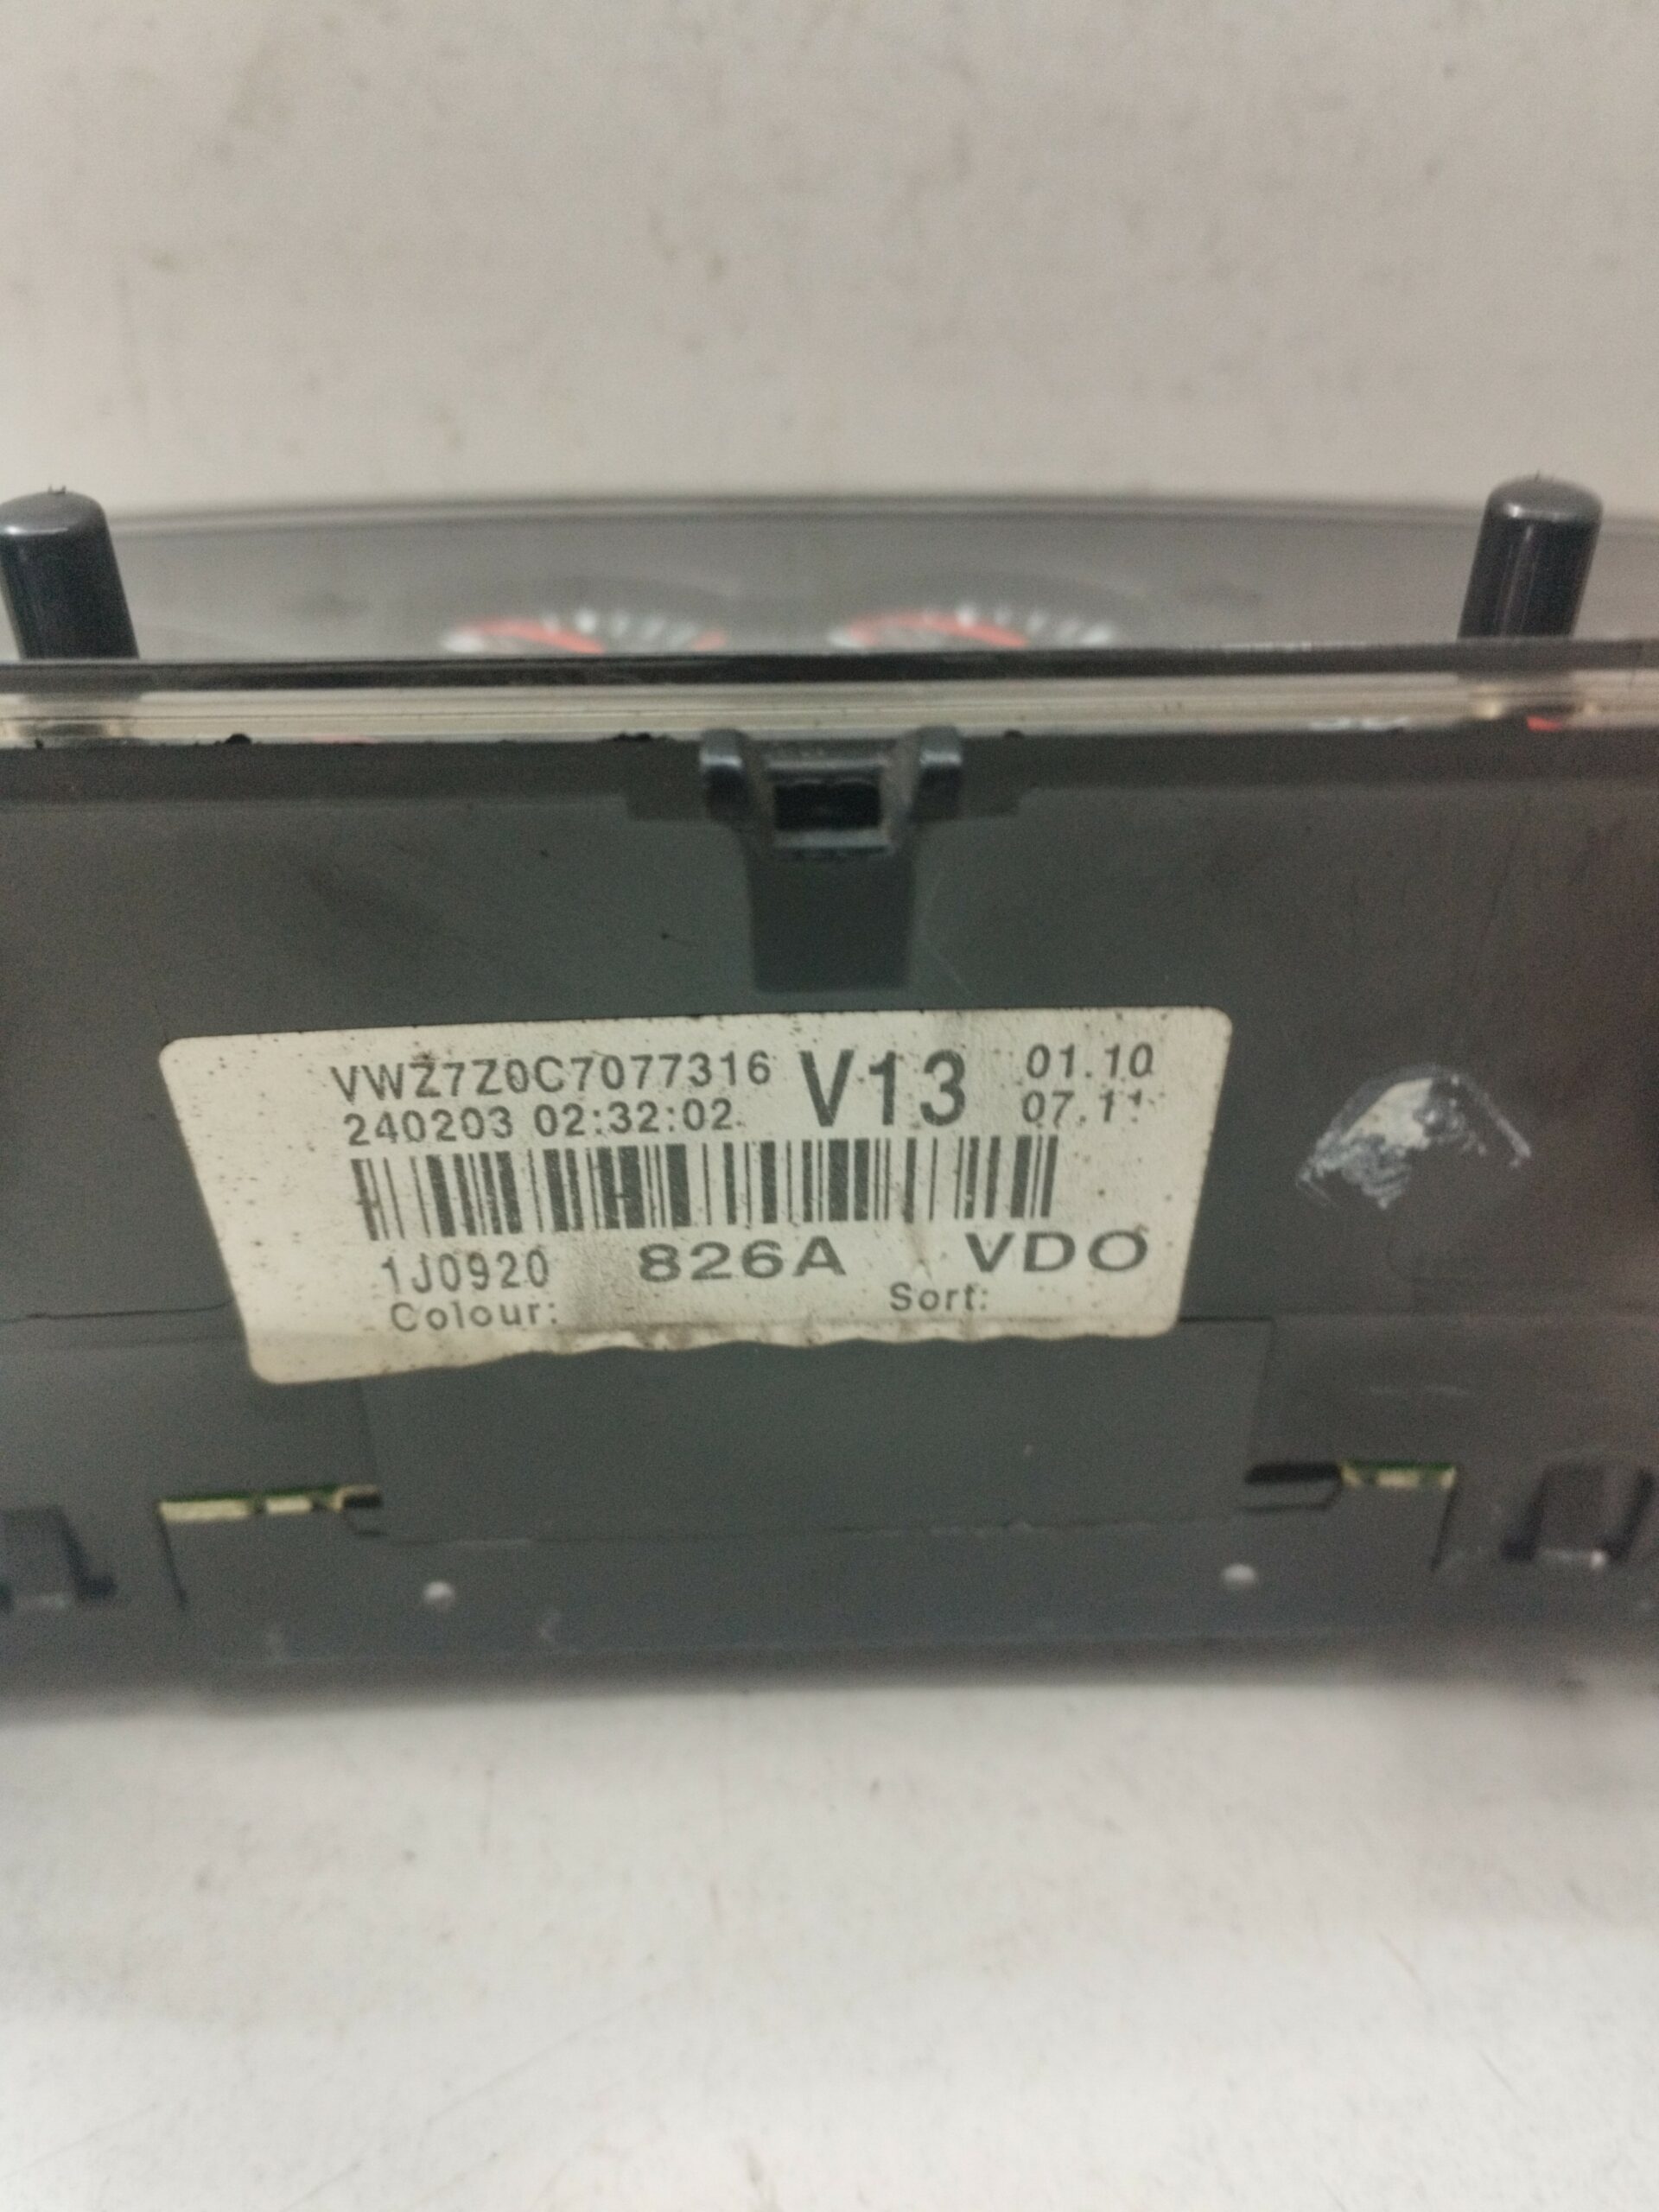 VWZ7Z0C7077316 V13 01.10
240203 02:32:02 07.11
1J0920 826A VDO
Colour: Sort: